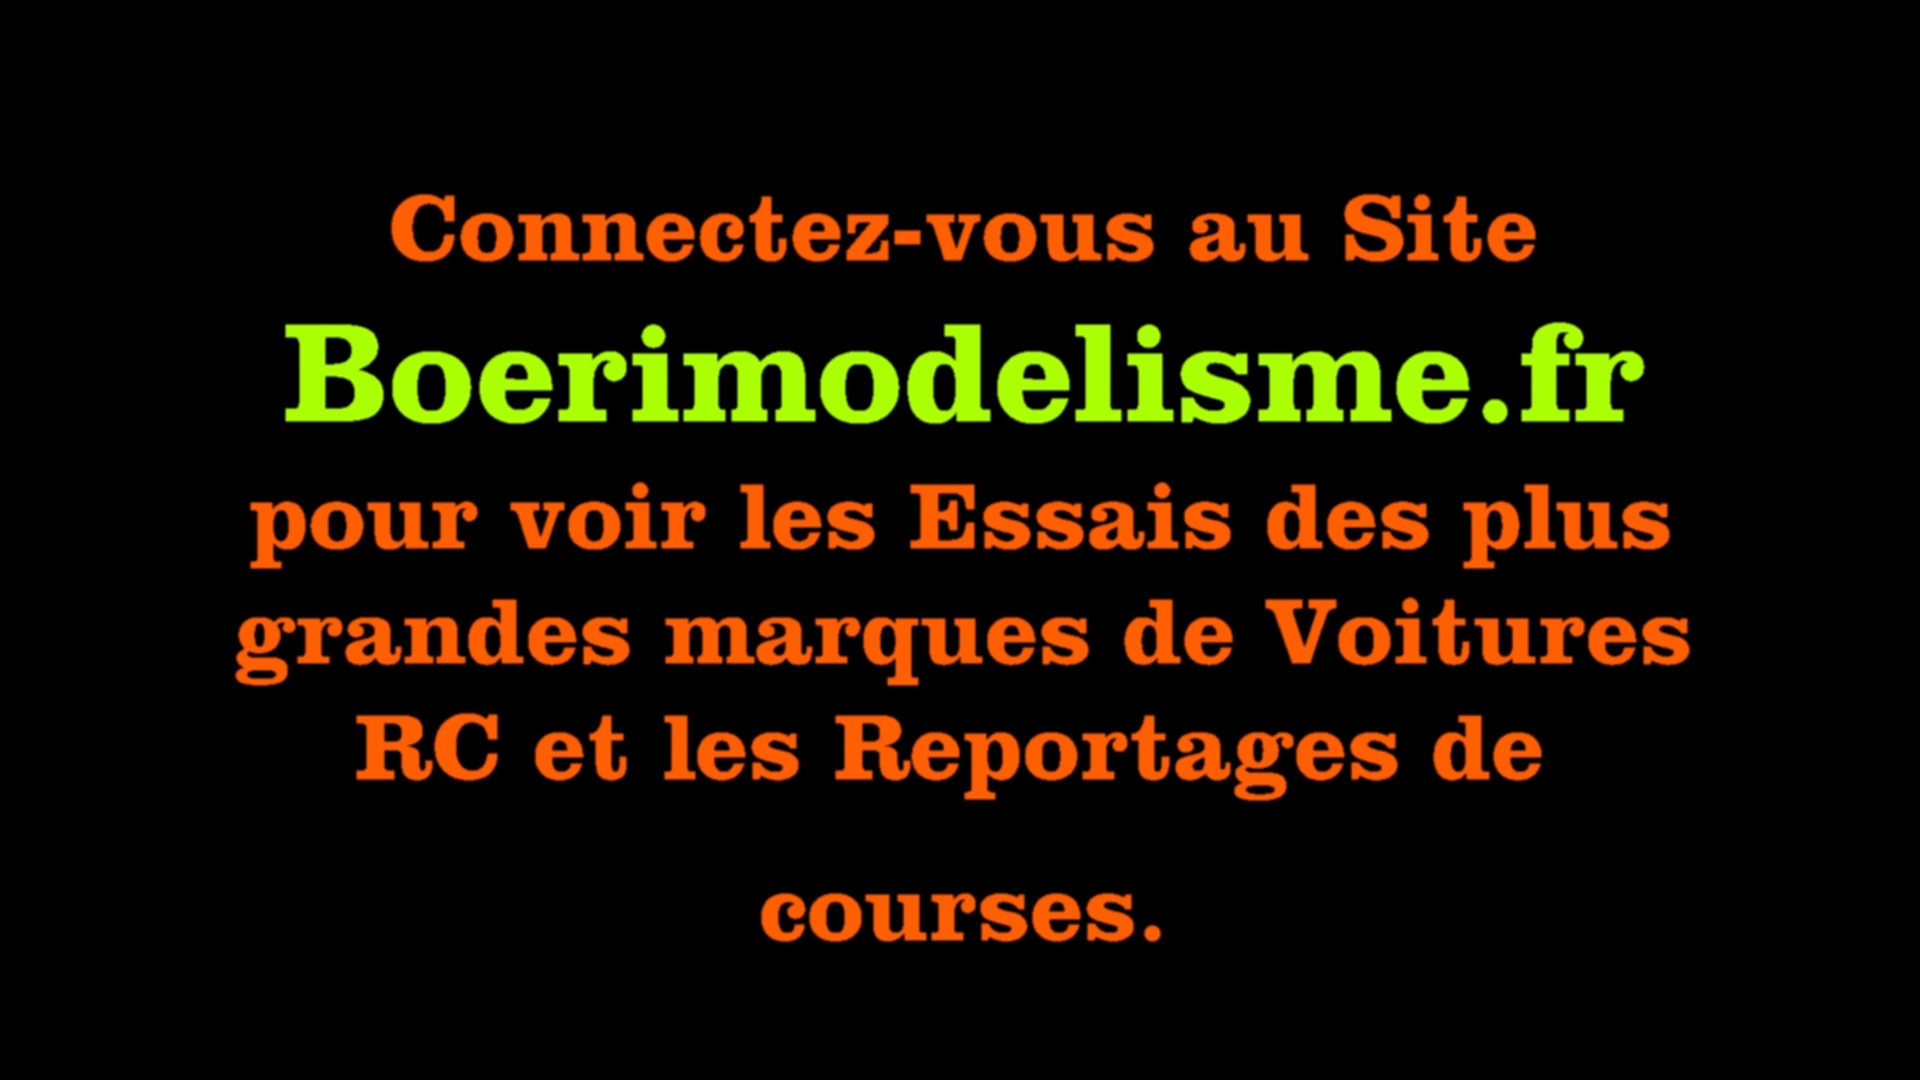 Connectez-vous au Site
Boerimodelisme.fr
pour voir les Essais des plus
grandes marques de Voitures
RC et les Reportages de
courses.